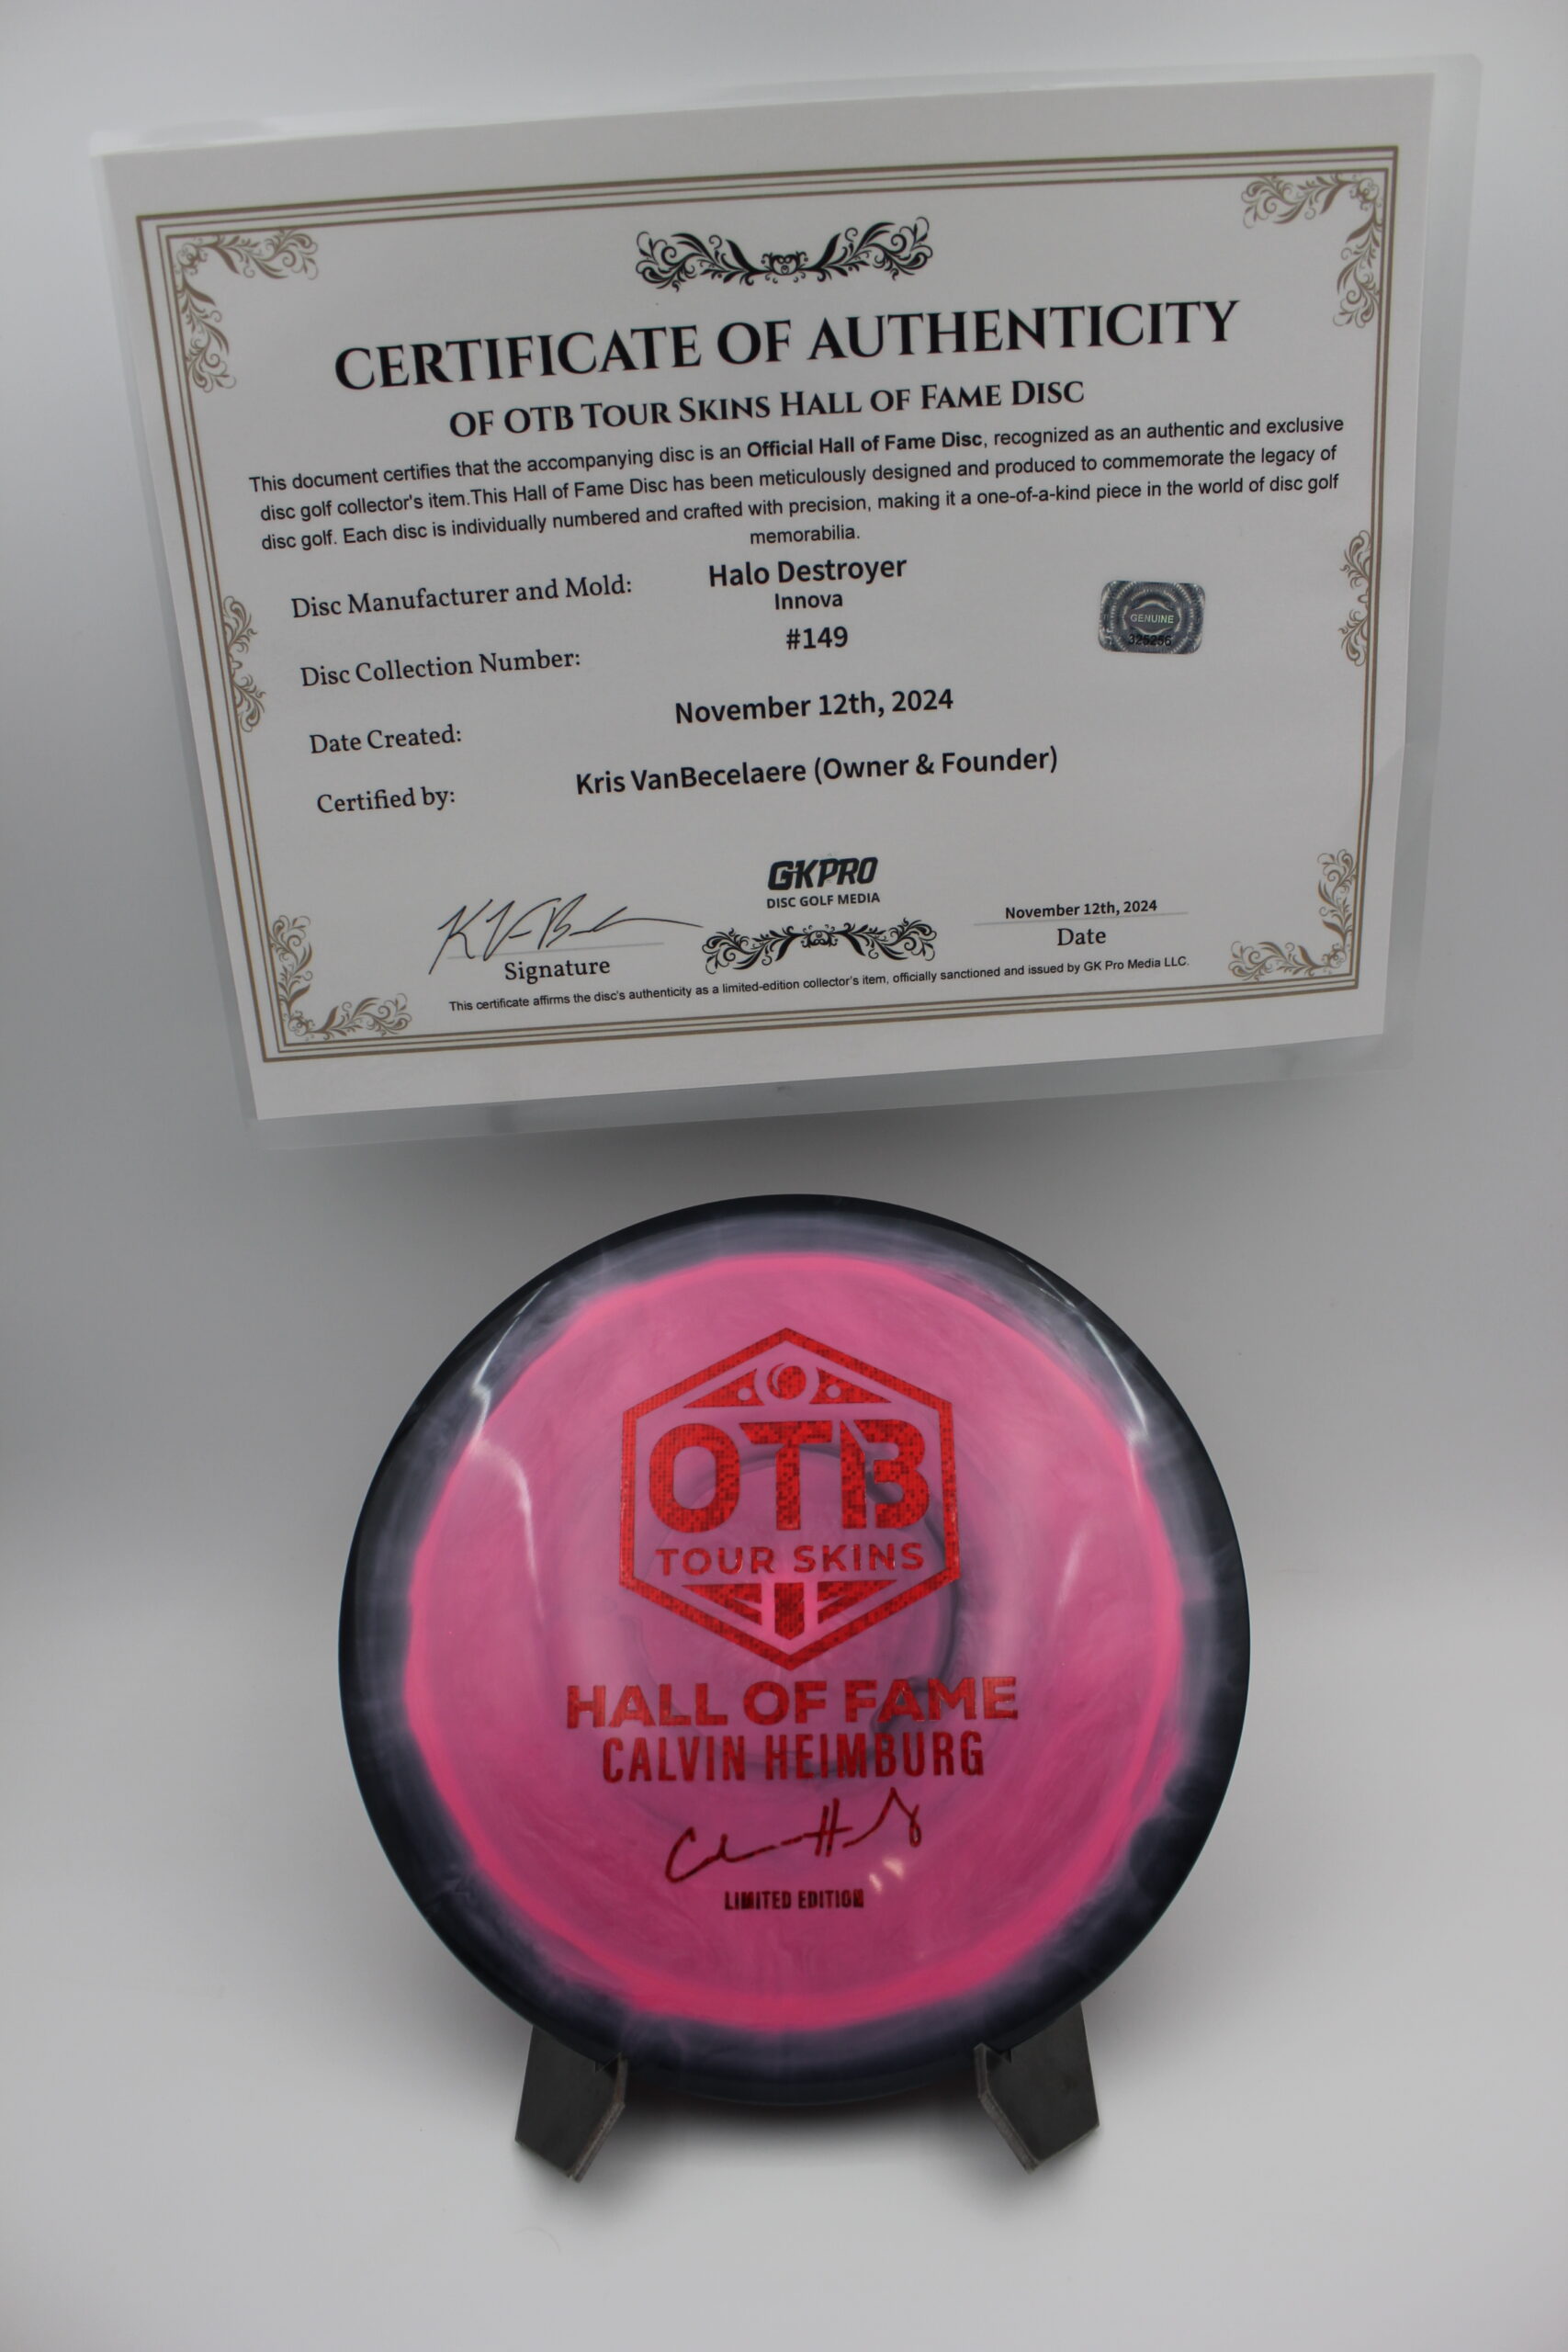 CERTIFICATE OF AUTHENTICITY
OF OTB TOUR SKINS HALL OF FAME DISC
This document certifies that the accompanying disc is an Official Hall of Fame Disc, recognized as an authentic and exclusive
disc golf collector's item.This Hall of Fame Disc has been meticulously designed and produced to commemorate the legacy of
disc golf. Each disc is individually numbered and crafted with precision, making it a one-of-a-kind piece in the world of disc golf
memorabilia.
Disc Manufacturer and Mold: Halo Destroyer
Innova
Disc Collection Number: #149
GENUINE
325256
Date Created: November 12th, 2024
Certified by: Kris VanBecelaere (Owner & Founder)
GKPRO
DISC GOLF MEDIA
November 12th, 2024
Signature
Date
This certificate affirms the disc's authenticity as a limited-edition collector's item, officially sanctioned and issued by GK Pro Media LLC.
OTB
TOUR SKINS
HALL OF FAME
CALVIN HEIMBURG
LIMITED EDITION